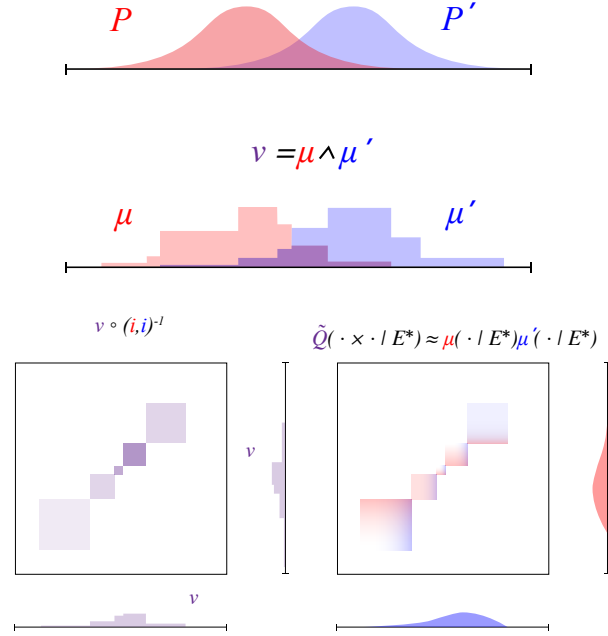 P P′
ν =μ∧μ′
μ μ′
ν ∘ (i,i)⁻¹
Q̃( · × · | E*) ≈ μ( · | E*)μ′( · | E*)
ν
ν